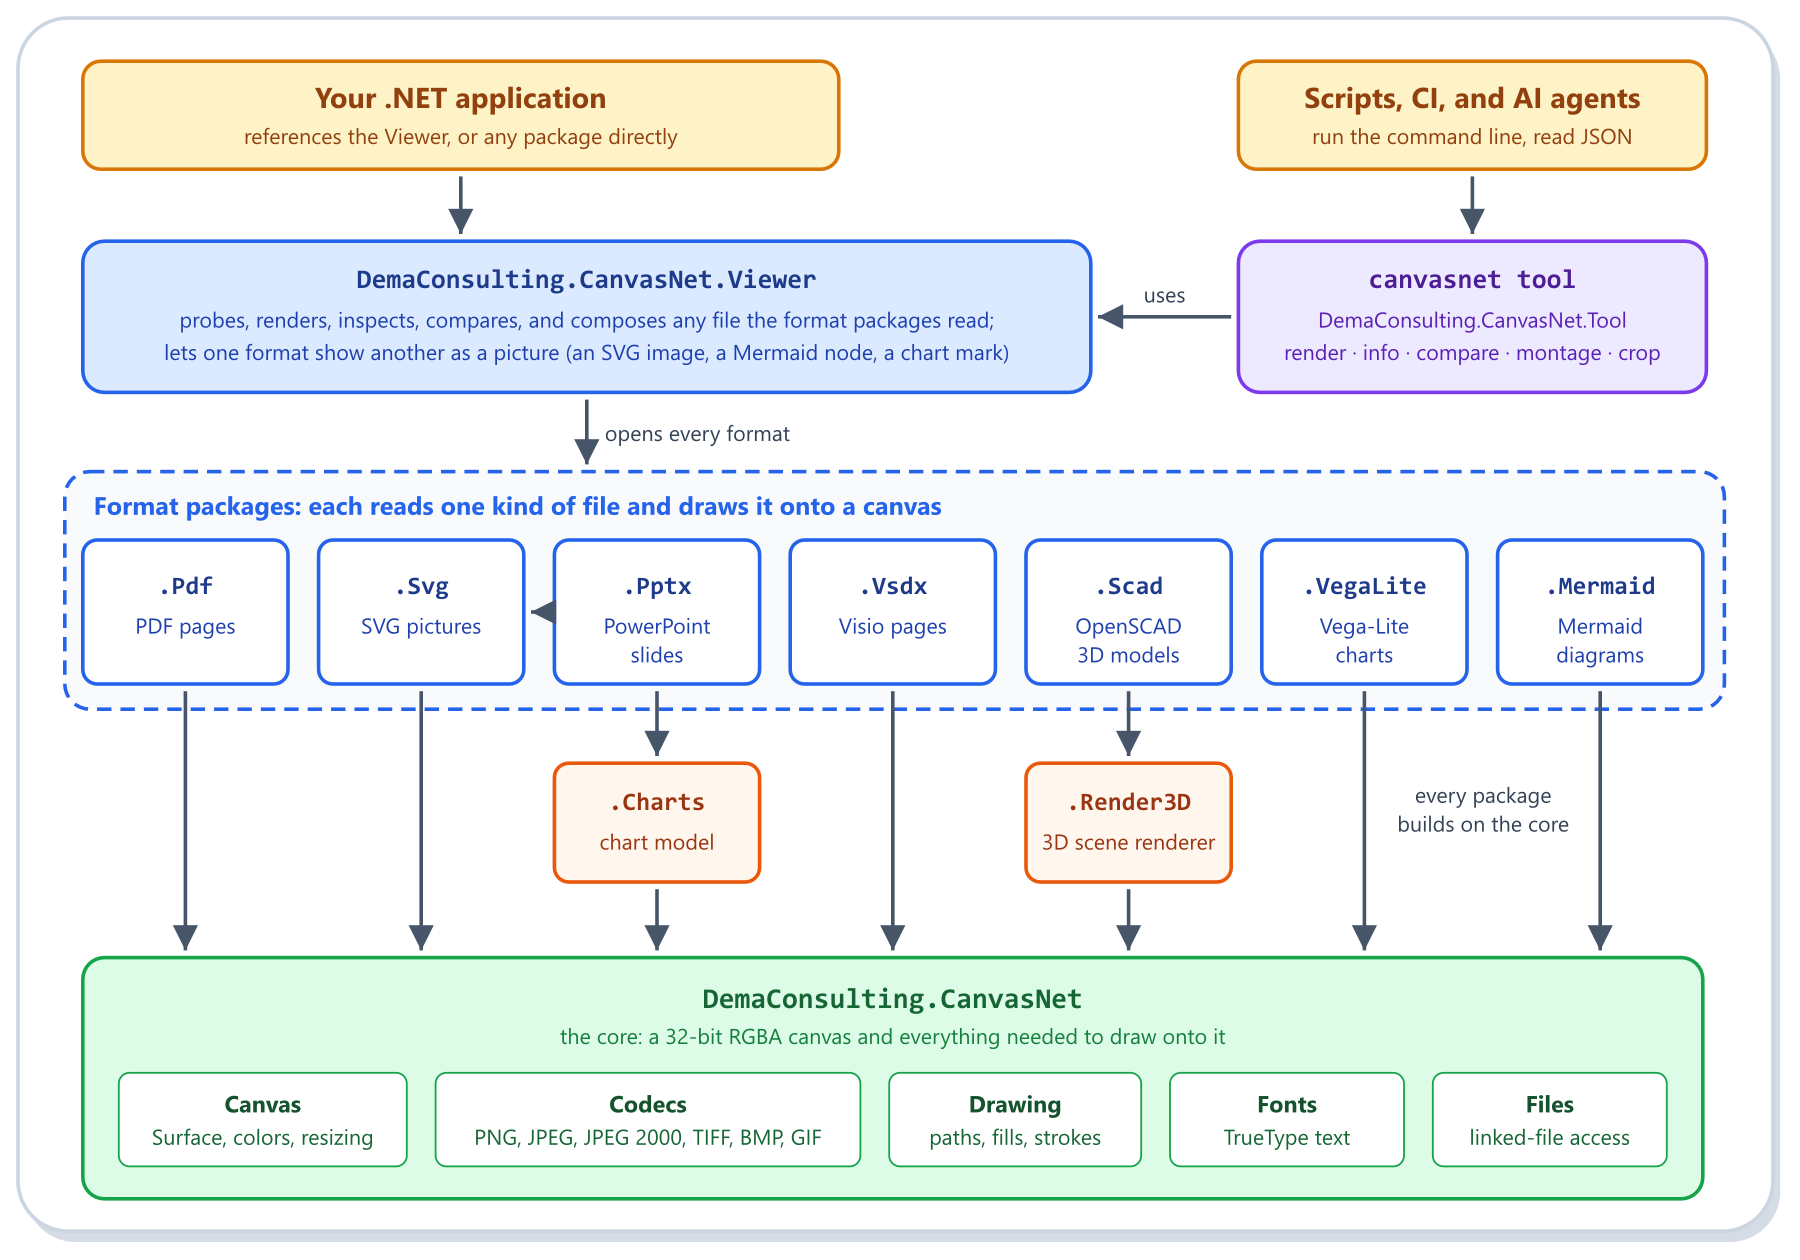 Your .NET application
references the Viewer, or any package directly
Scripts, CI, and AI agents
run the command line, read JSON
DemaConsulting.CanvasNet.Viewer
probes, renders, inspects, compares, and composes any file the format packages read;
lets one format show another as a picture (an SVG image, a Mermaid node, a chart mark)
uses
canvasnet tool
DemaConsulting.CanvasNet.Tool
render · info · compare · montage · crop
opens every format
Format packages: each reads one kind of file and draws it onto a canvas
.Pdf
PDF pages
.Svg
SVG pictures
.Pptx
PowerPoint
slides
.Vsdx
Visio pages
.Scad
OpenSCAD
3D models
.VegaLite
Vega-Lite
charts
.Mermaid
Mermaid
diagrams
.Charts
chart model
.Render3D
3D scene renderer
every package
builds on the core
DemaConsulting.CanvasNet
the core: a 32-bit RGBA canvas and everything needed to draw onto it
Canvas
Surface, colors, resizing
Codecs
PNG, JPEG, JPEG 2000, TIFF, BMP, GIF
Drawing
paths, fills, strokes
Fonts
TrueType text
Files
linked-file access